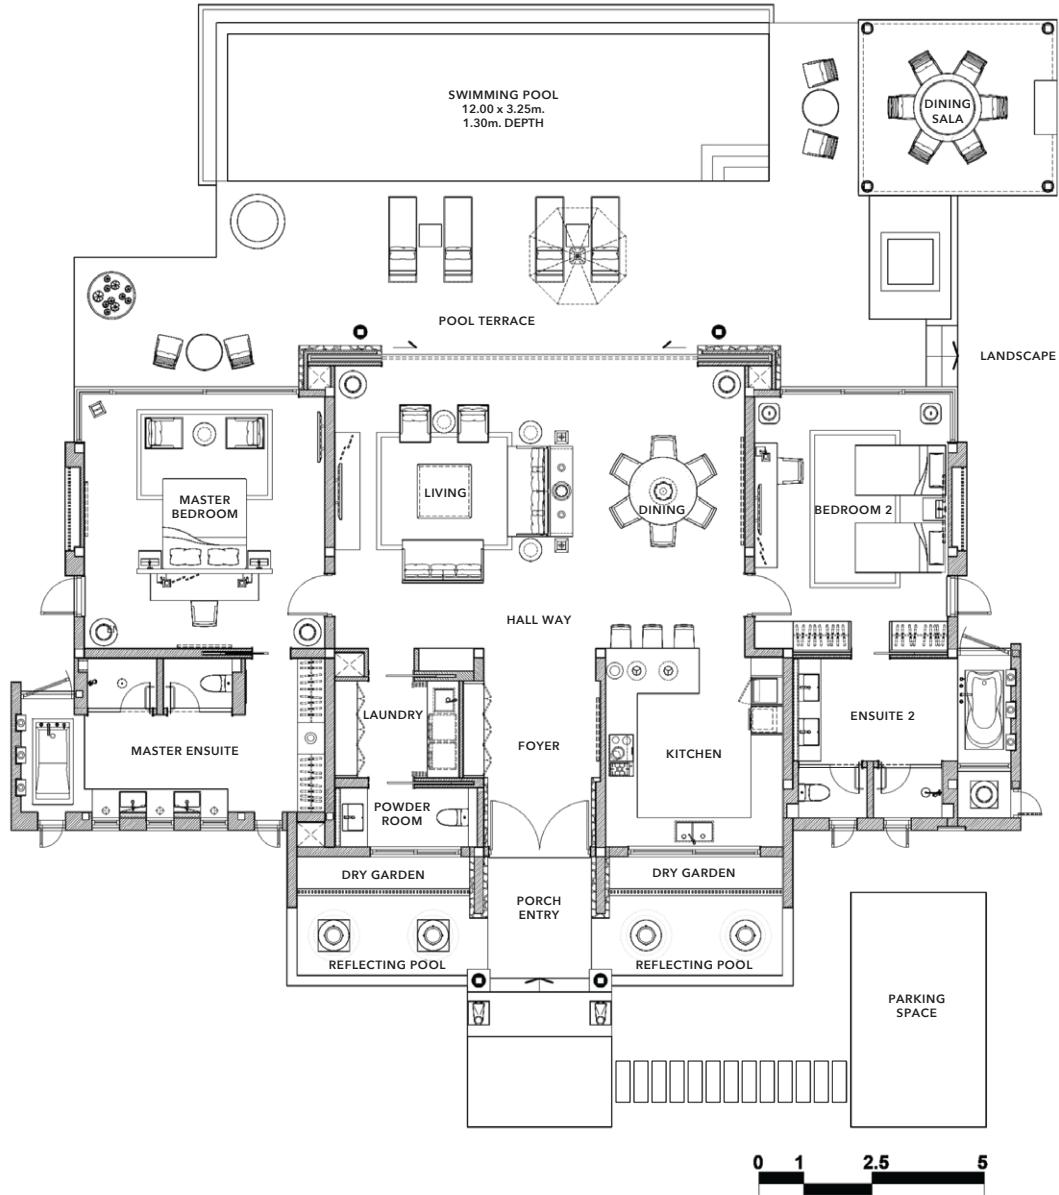 SWIMMING POOL
12.00 x 3.25m.
1.30m. DEPTH
DINING
SALA
POOL TERRACE
LANDSCAPE
MASTER
BEDROOM
LIVING
DINING
BEDROOM 2
HALL WAY
LAUNDRY
FOYER
ENSUITE 2
MASTER ENSUITE
KITCHEN
POWDER
ROOM
DRY GARDEN
DRY GARDEN
PORCH
ENTRY
REFLECTING POOL
REFLECTING POOL
PARKING
SPACE
0 1 2.5 5